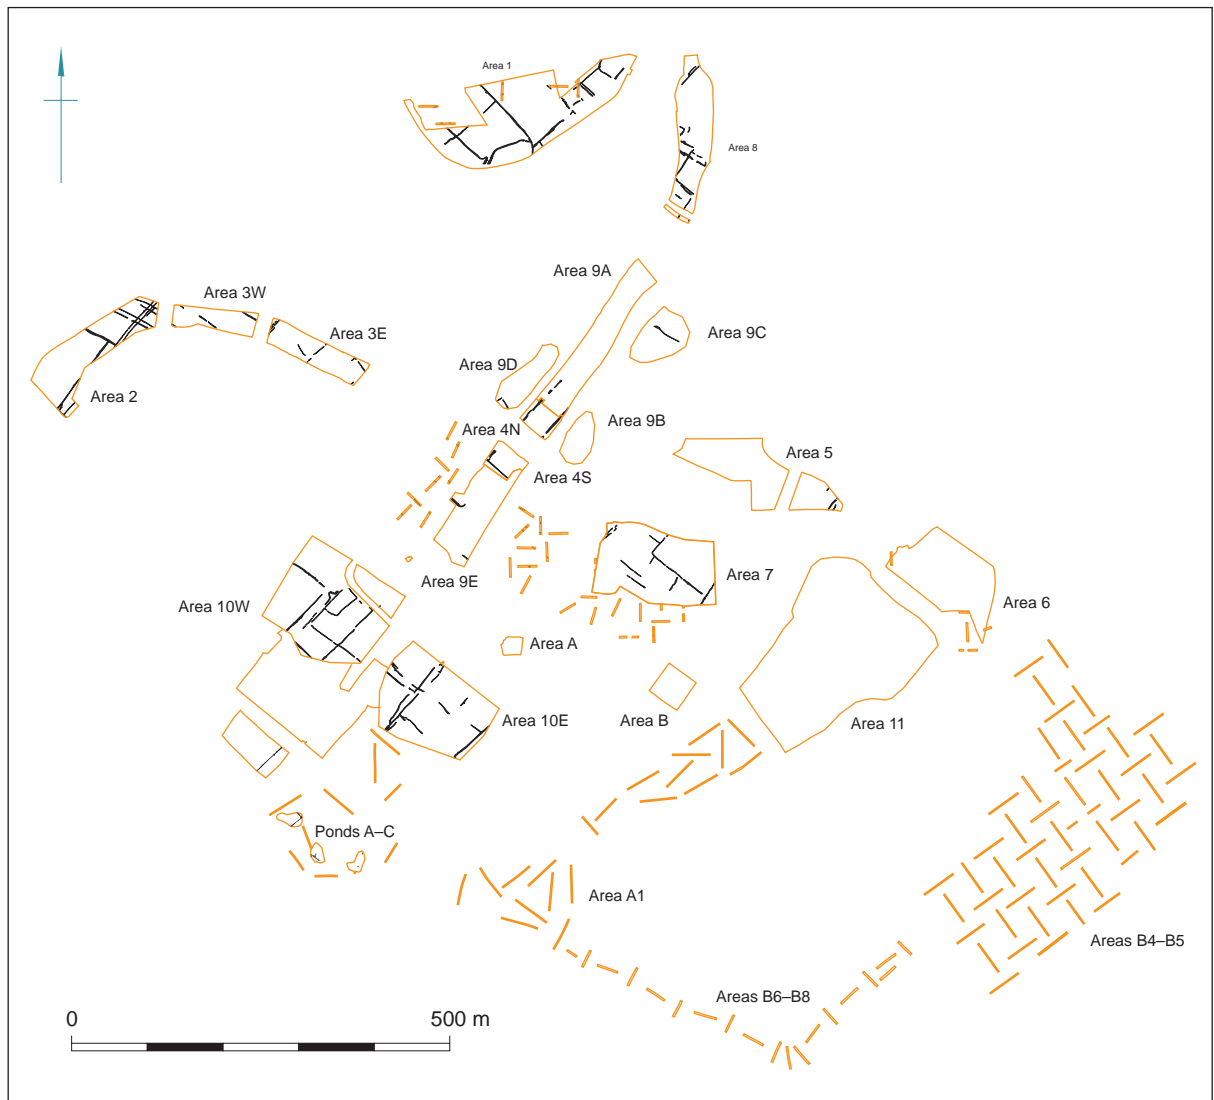 Area 1
Area 8
Area 9A
Area 3W
Area 3E
Area 9C
Area 9D
Area 2
Area 9B
Area 4N
Area 5
Area 4S
Area 7
Area 9E
Area 10W
Area 6
Area A
Area B
Area 10E
Area 11
Ponds A–C
Area A1
Areas B4–B5
Areas B6–B8
0 500 m